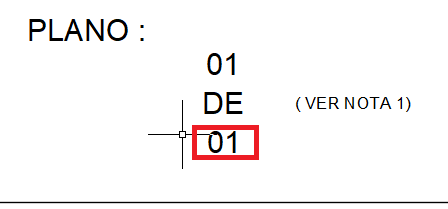 PLANO :
01
DE
( VER NOTA 1)
01